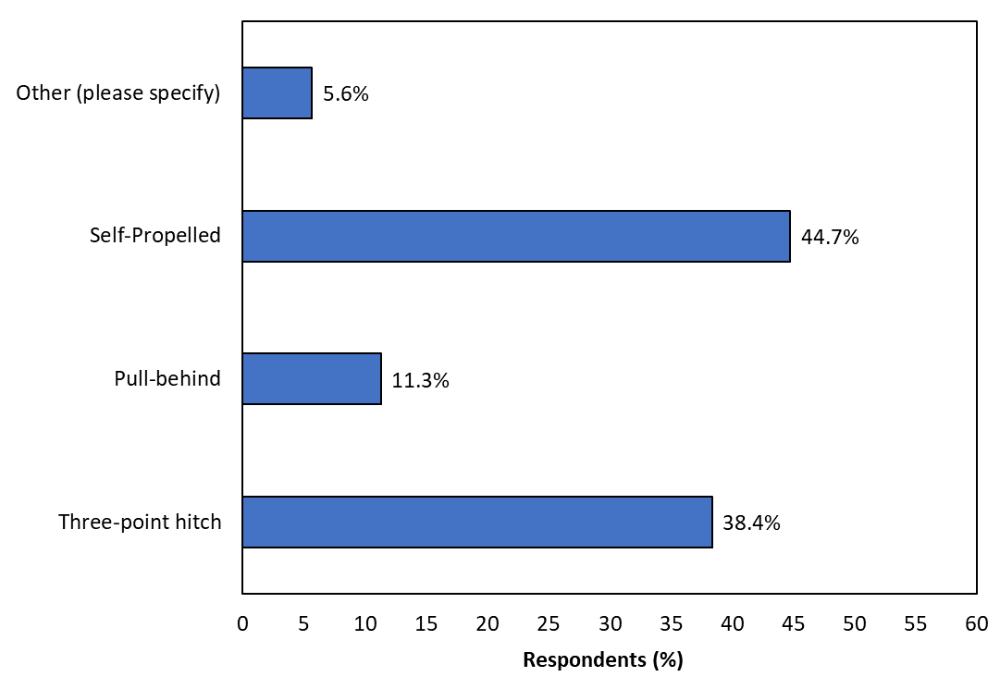 Other (please specify) 5.6%
Self-Propelled 44.7%
Pull-behind 11.3%
Three-point hitch 38.4%
0 5 10 15 20 25 30 35 40 45 50 55 60
Respondents (%)